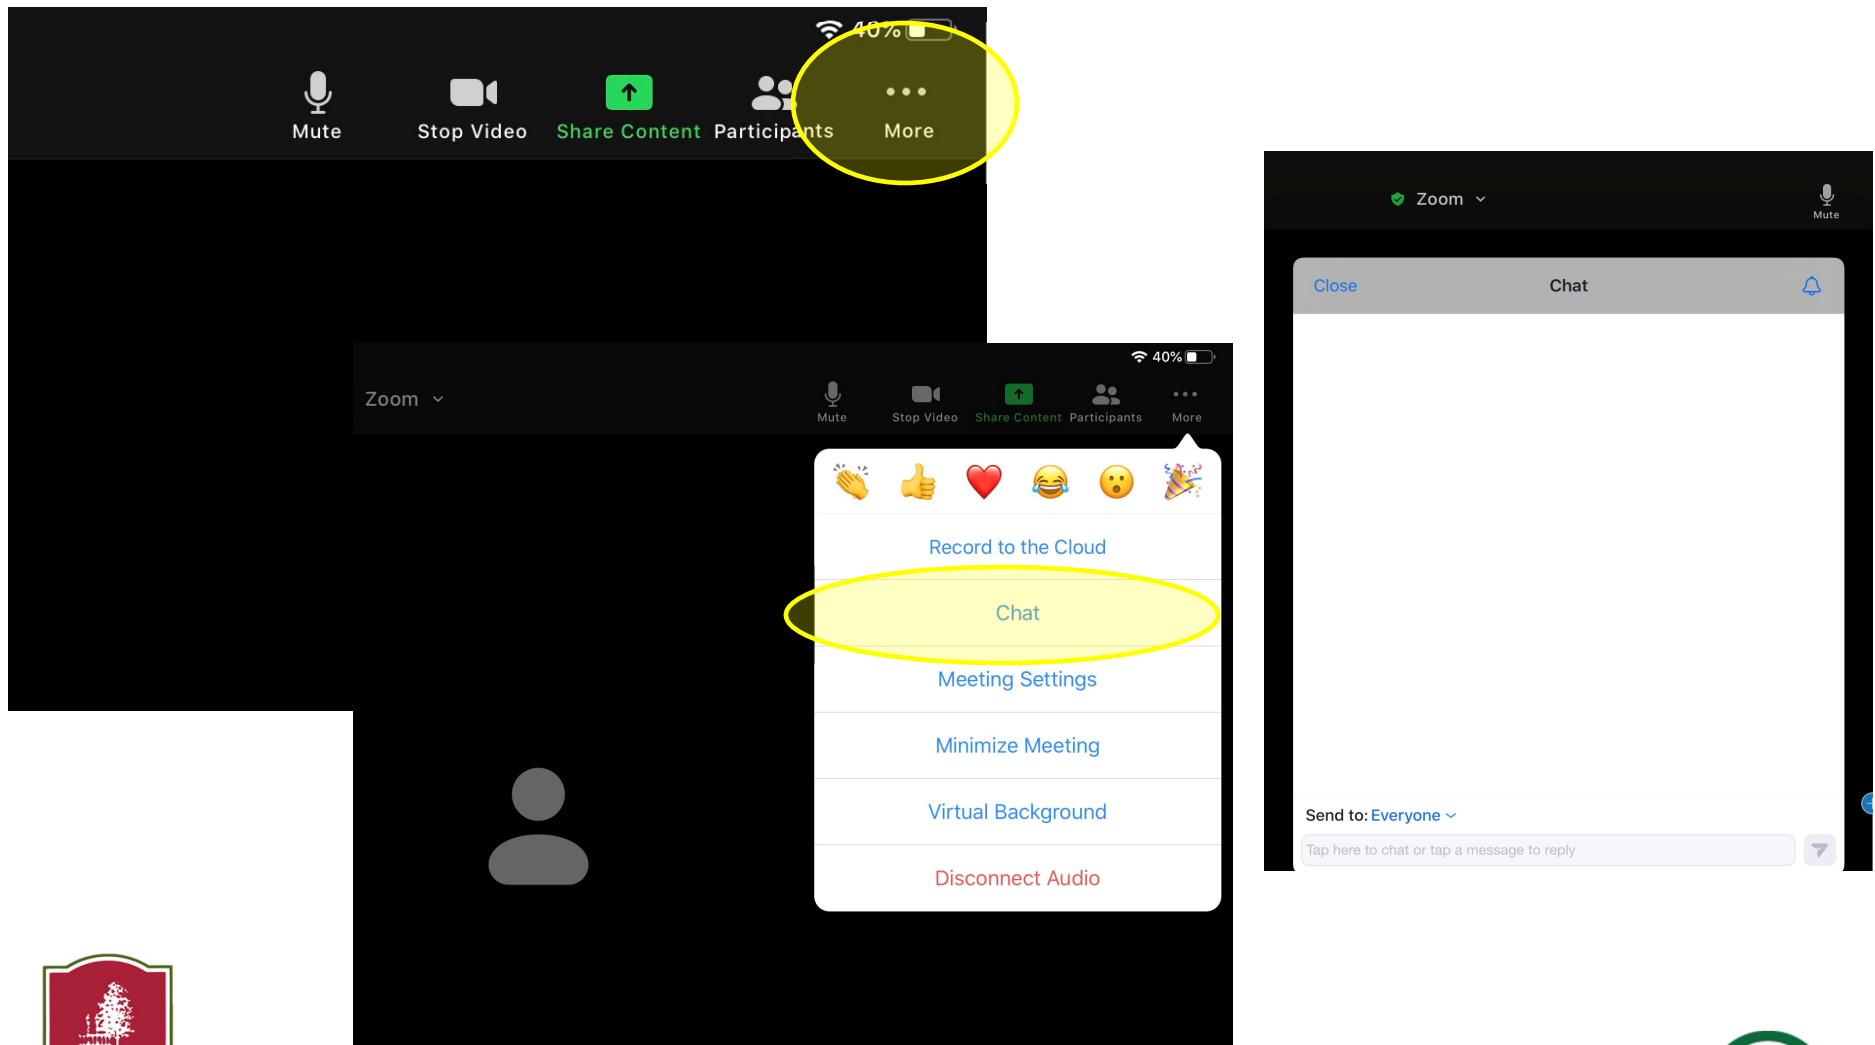 40%
Mute Stop Video Share Content Participants More
40%
Zoom
Mute Stop Video Share Content Participants More
Record to the Cloud
Chat
Meeting Settings
Minimize Meeting
Virtual Background
Disconnect Audio
Zoom
Mute
Close Chat
Send to: Everyone
Tap here to chat or tap a message to reply